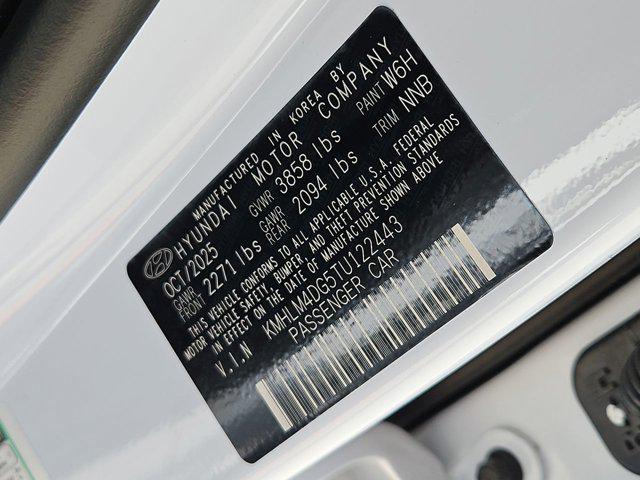 MANUFACTURED IN KOREA BY
HYUNDAI MOTOR COMPANY
OCT/2025 GVWR 3858 lbs PAINT W6H
GAWR FRONT 2271 lbs GAWR REAR 2094 lbs TRIM NNB
THIS VEHICLE CONFORMS TO ALL APPLICABLE U.S.A. FEDERAL
MOTOR VEHICLE SAFETY, BUMPER, AND THEFT PREVENTION STANDARDS
IN EFFECT ON THE DATE OF MANUFACTURE SHOWN ABOVE
V.I.N KMHLM4DG5TU122443
PASSENGER CAR